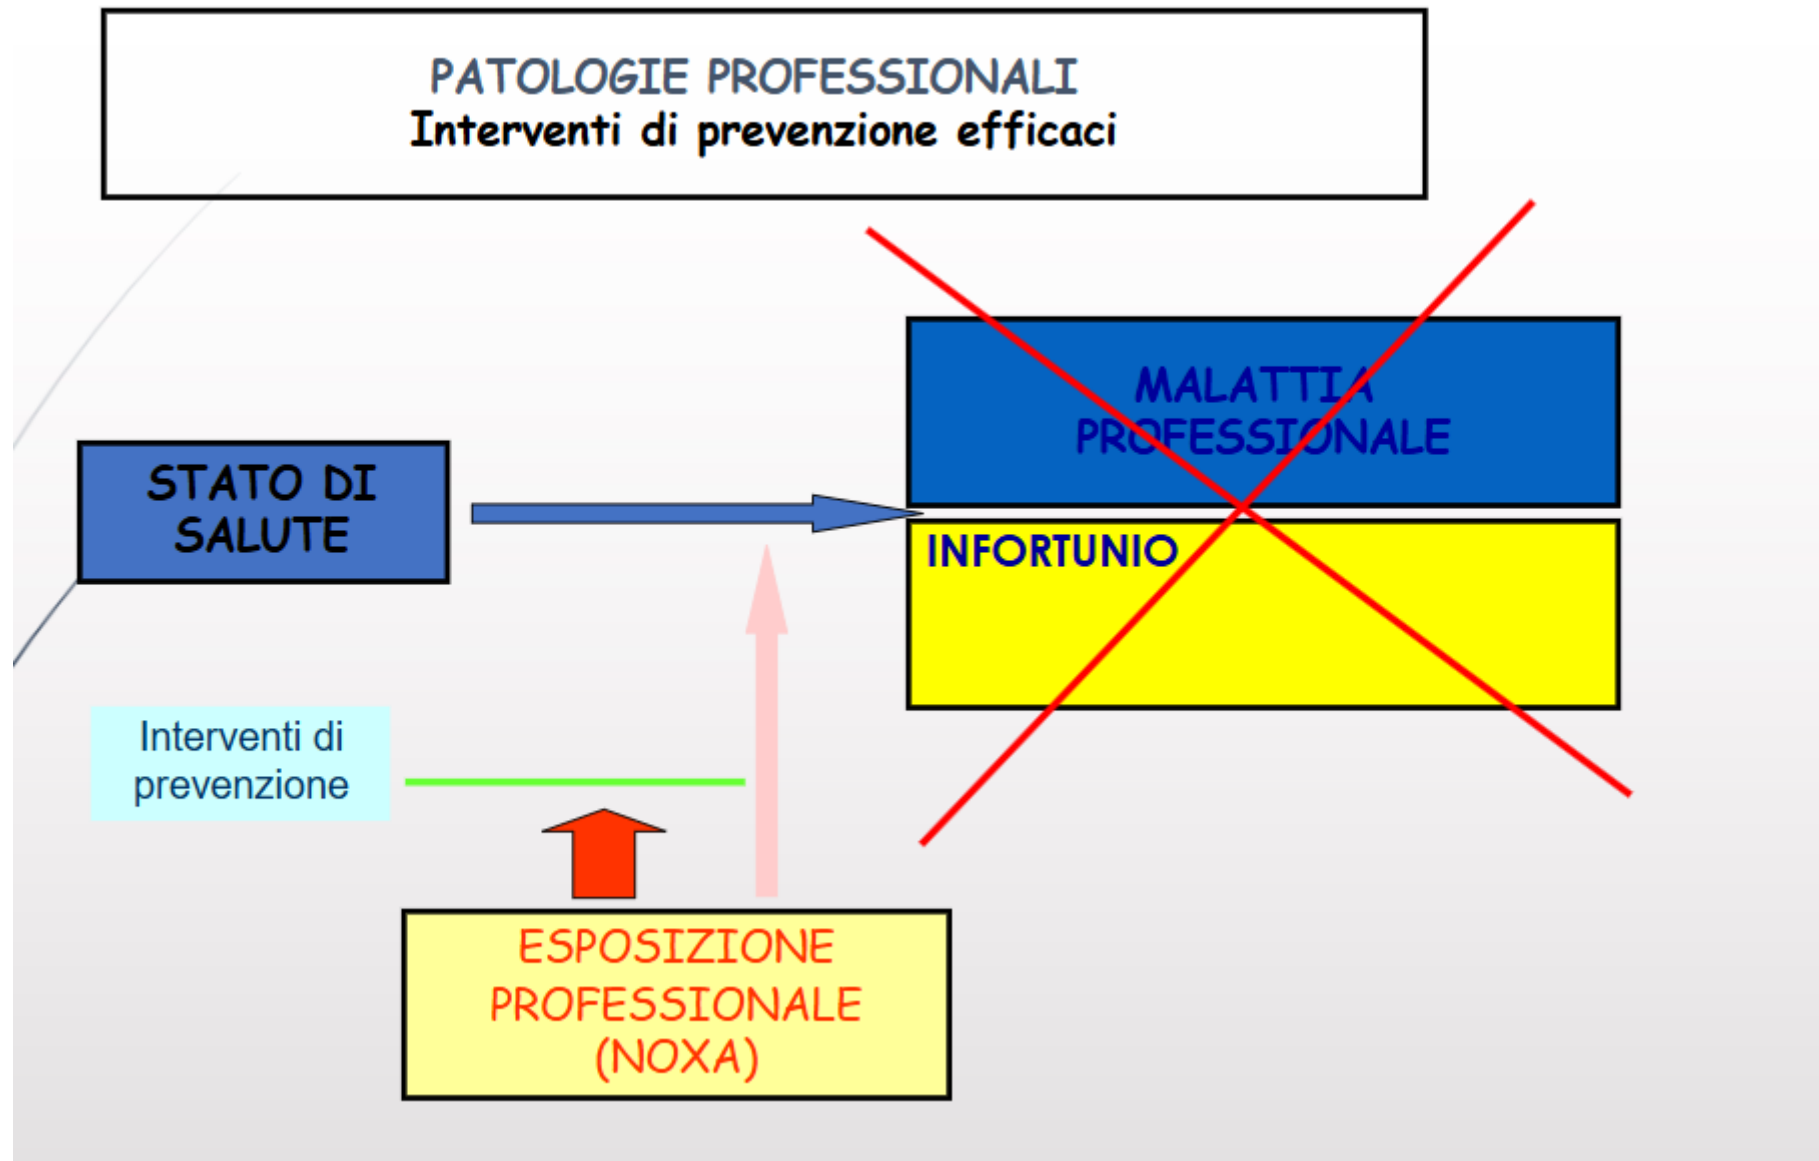 PATOLOGIE PROFESSIONALI
Interventi di prevenzione efficaci
MALATTIA
PROFESSIONALE
STATO DI
SALUTE
INFORTUNIO
Interventi di
prevenzione
ESPOSIZIONE
PROFESSIONALE
(NOXA)